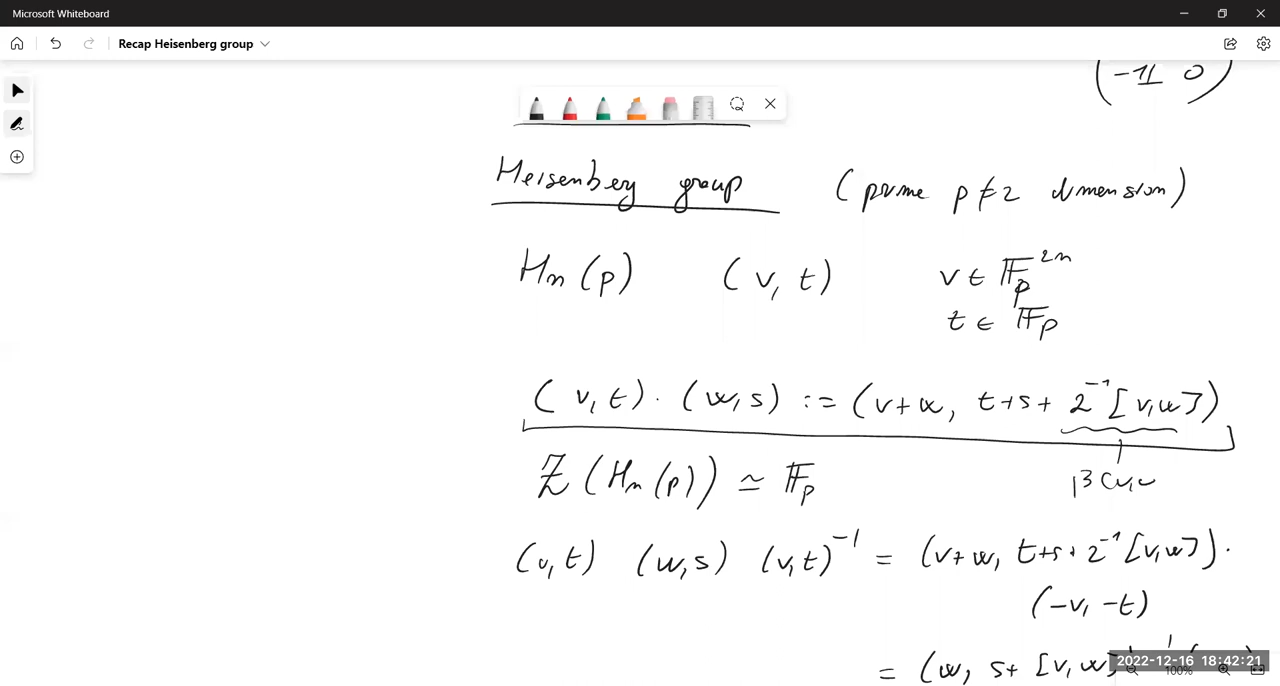 Microsoft Whiteboard
Recap Heisenberg group
(-1 0)
Heisenberg group (prime p ≠ 2 dimension)
Hn(p) (v, t) v ∈ 𝔽p^2n
t ∈ 𝔽p
(v, t) · (w, s) := (v+w, t+s+ 2^-1 [v, w])
Z (Hn(p)) ≃ 𝔽p
(v, t) (w, s) (v, t)^-1 = (v+w, t+s+ 2^-1 [v, w]) ·
(-v, -t)
= (w, s+ [v, w]
2022-12-16 18:42:21
100%